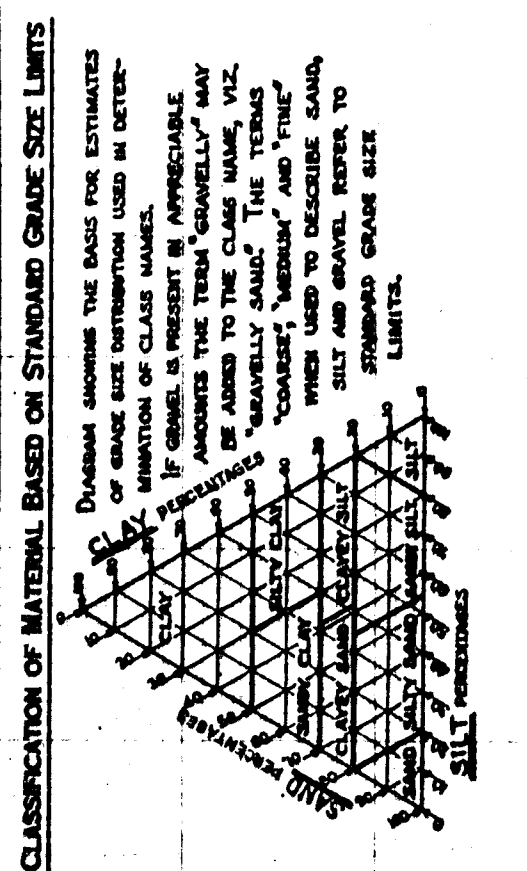 CLASSIFICATION OF MATERIAL BASED ON STANDARD GRADE SIZE LIMITS
DIAGRAM SHOWING THE BASIS FOR ESTIMATES
OF GRADE SIZE DISTRIBUTION USED IN DETER-
MINATION OF CLASS NAMES.
IF GRAVEL IS PRESENT IN APPRECIABLE
AMOUNTS THE TERM "GRAVELLY" MAY
BE ADDED TO THE CLASS NAME, VIZ.
"GRAVELLY SAND." THE TERMS
"COARSE", "MEDIUM" AND "FINE"
WHEN USED TO DESCRIBE SAND,
SILT AND GRAVEL REFER TO
STANDARD GRADE SIZE
LIMITS.
CLAY PERCENTAGES
SAND PERCENTAGES
SILT PERCENTAGES
CLAY
SILTY CLAY
SANDY CLAY
CLAYEY SAND
CLAYEY SILT
SAND
SILTY SAND
SANDY SILT
SILT